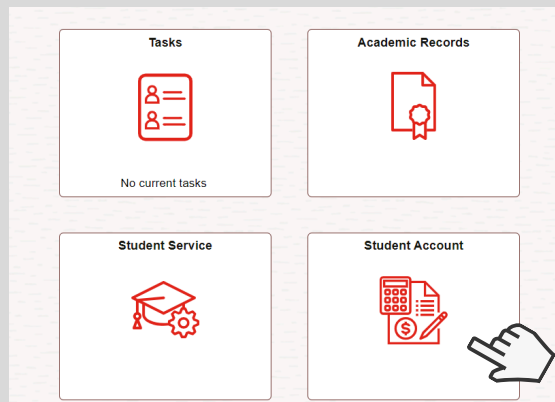 Tasks
Academic Records
No current tasks
Student Service
Student Account
$